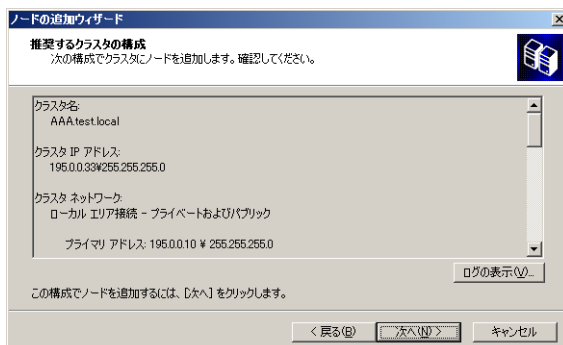 ノードの追加ウィザード
推奨するクラスタの構成
次の構成でクラスタにノードを追加します。確認してください。
クラスタ名:
AAA.test.local
クラスタ IP アドレス:
195.0.0.33¥255.255.255.0
クラスタ ネットワーク:
ローカル エリア接続 - プライベートおよびパブリック
プライマリ アドレス: 195.0.0.10 ¥ 255.255.255.0
ログの表示(V)...
この構成でノードを追加するには、[次へ] をクリックします。
< 戻る(B)
次へ(N) >
キャンセル